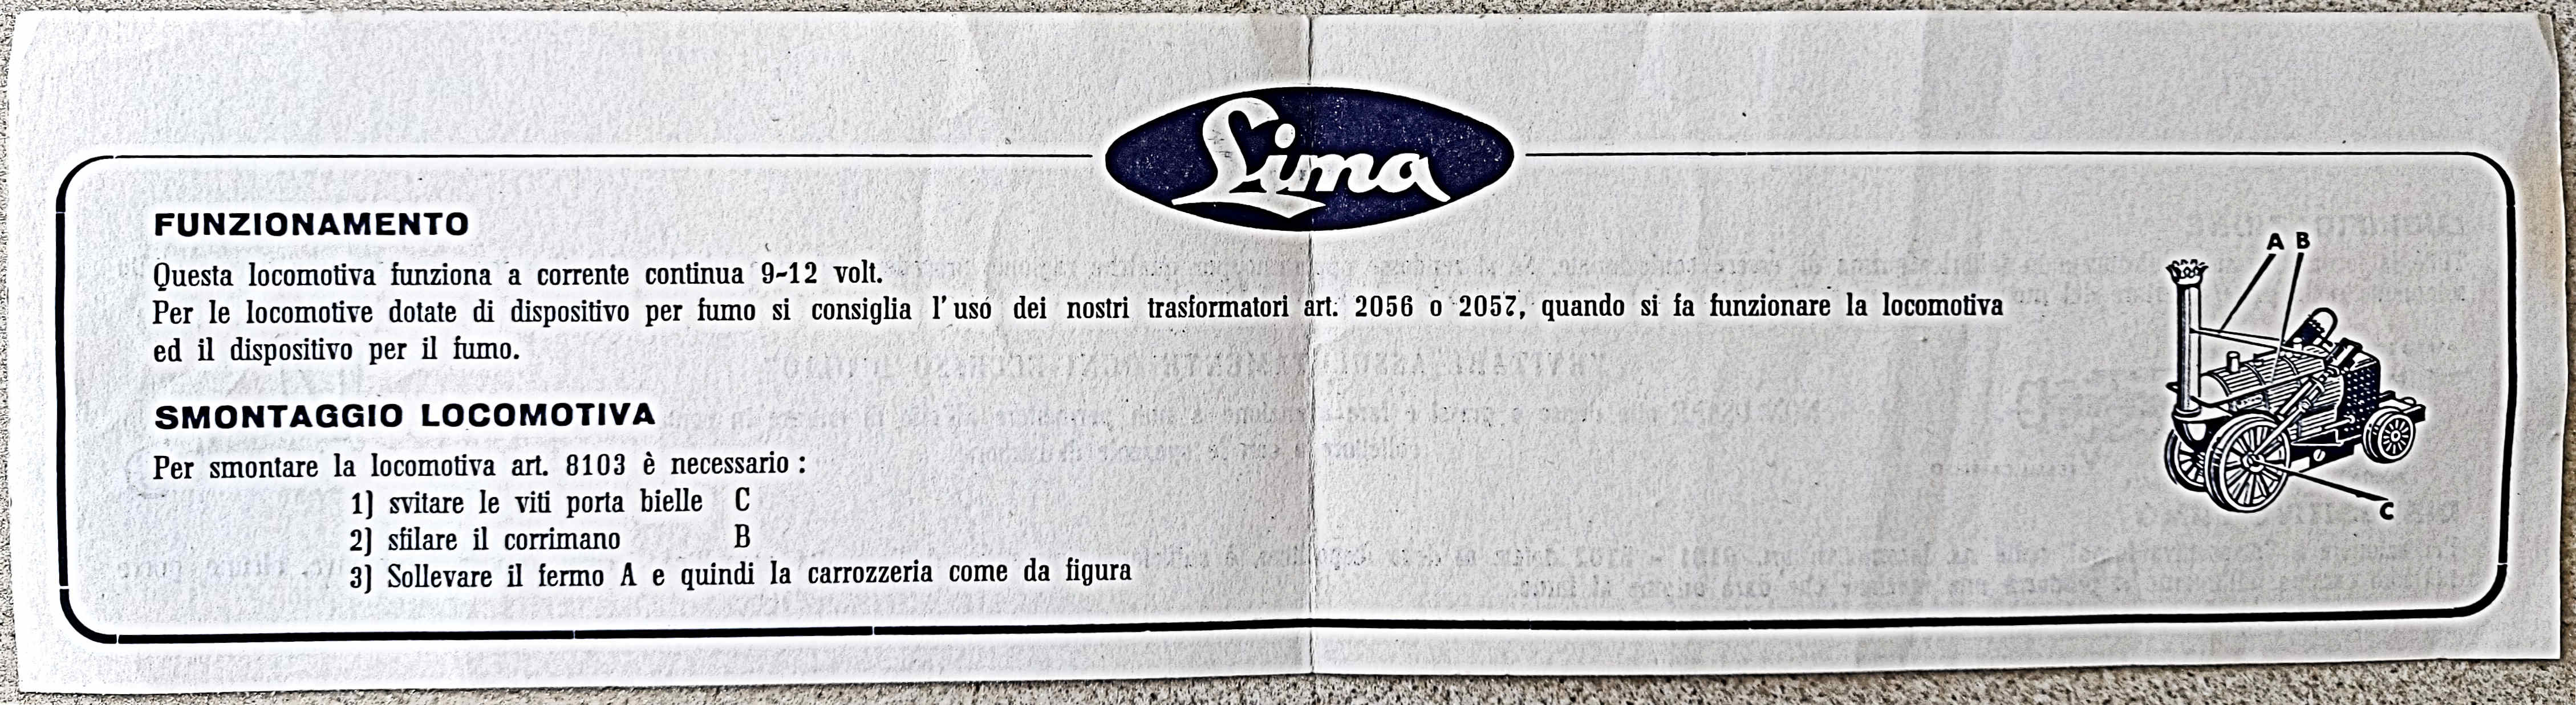 Lima
FUNZIONAMENTO
Questa locomotiva funziona a corrente continua 9-12 volt.
Per le locomotive dotate di dispositivo per fumo si consiglia l'uso dei nostri trasformatori art. 2056 o 2057, quando si fa funzionare la locomotiva
ed il dispositivo per il fumo.
SMONTAGGIO LOCOMOTIVA
Per smontare la locomotiva art. 8103 è necessario :
1) svitare le viti porta bielle C
2) sfilare il corrimano B
3) Sollevare il fermo A e quindi la carrozzeria come da figura
A B
C